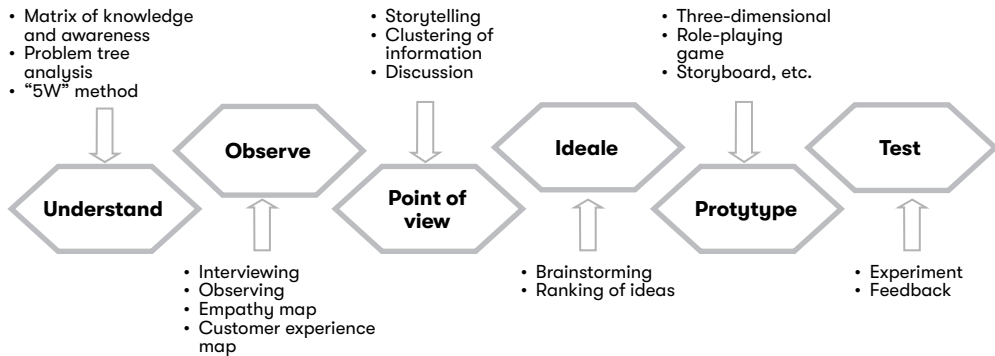 • Matrix of knowledge
and awareness
• Problem tree
analysis
• “5W” method
• Storytelling
• Clustering of
information
• Discussion
• Three-dimensional
• Role-playing
game
• Storyboard, etc.
Understand
Observe
Point of
view
Ideale
Protytype
Test
• Interviewing
• Observing
• Empathy map
• Customer experience
map
• Brainstorming
• Ranking of ideas
• Experiment
• Feedback